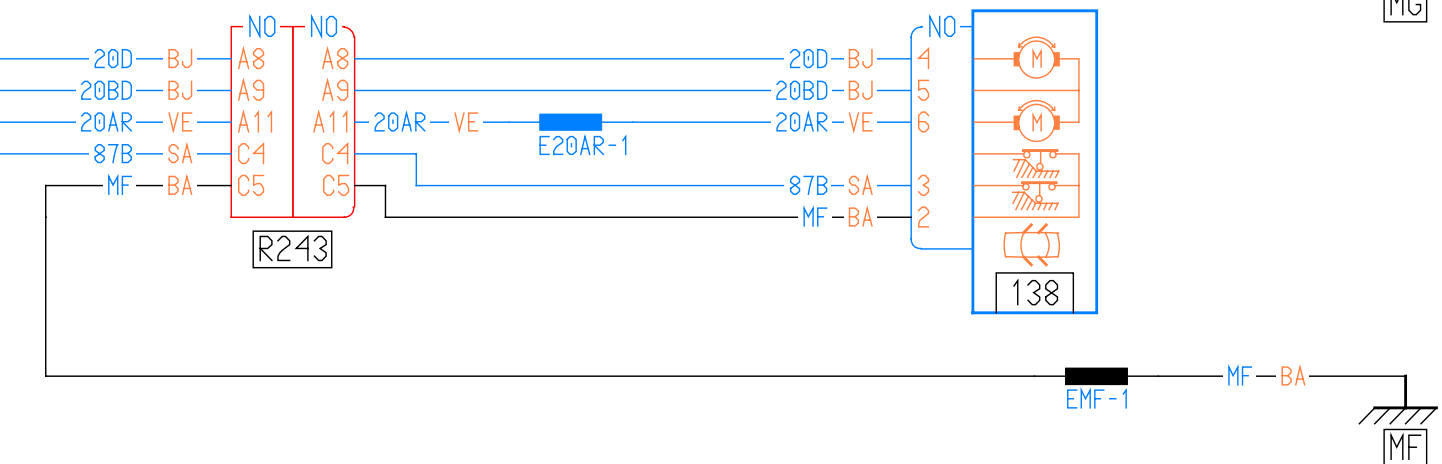 MG
NO NO NO
20D BJ A8 A8 20D BJ 4 M
20BD BJ A9 A9 20BD BJ 5
20AR VE A11 A11 20AR VE 20AR VE 6 M
E20AR-1
87B SA C4 C4
MF BA C5 C5 87B SA 3
MF BA 2
R243
138
MF BA
EMF-1
MF